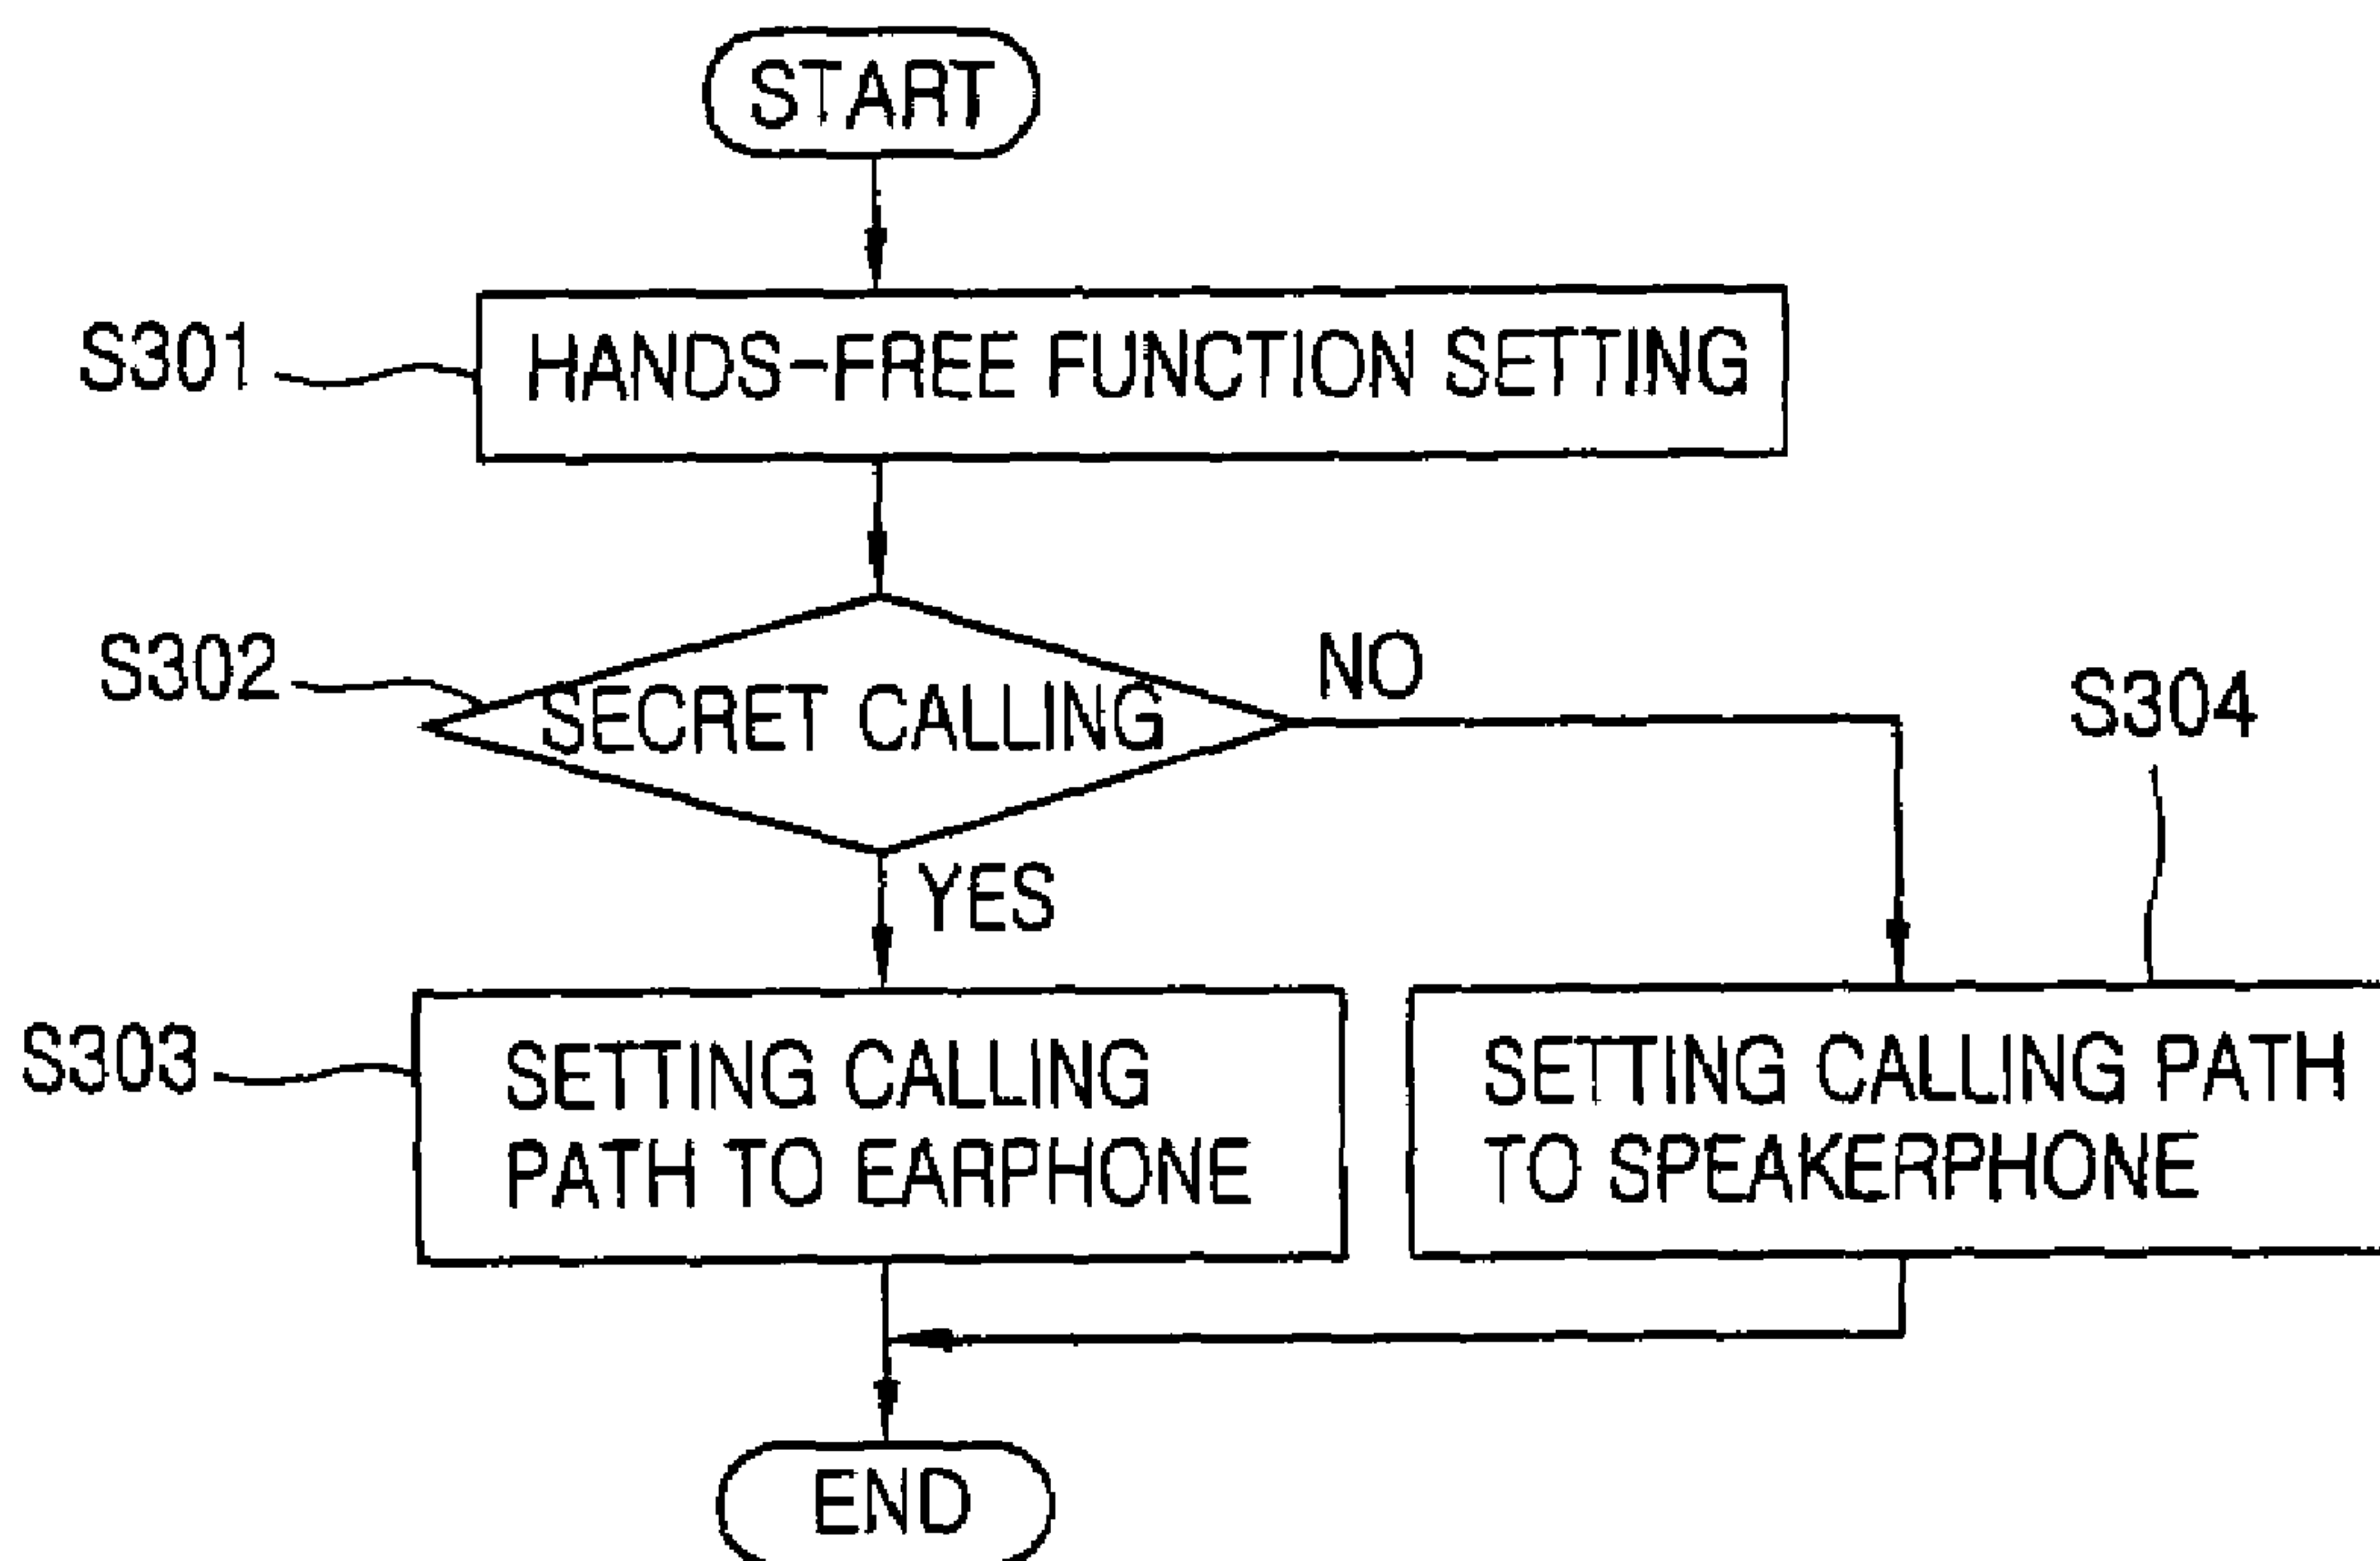 START
S301
HANDS-FREE FUNCTION SETTING
S302
SECRET CALLING
NO
S304
YES
S303
SETTING CALLING
PATH TO EARPHONE
SETTING CALLING PATH
TO SPEAKERPHONE
END